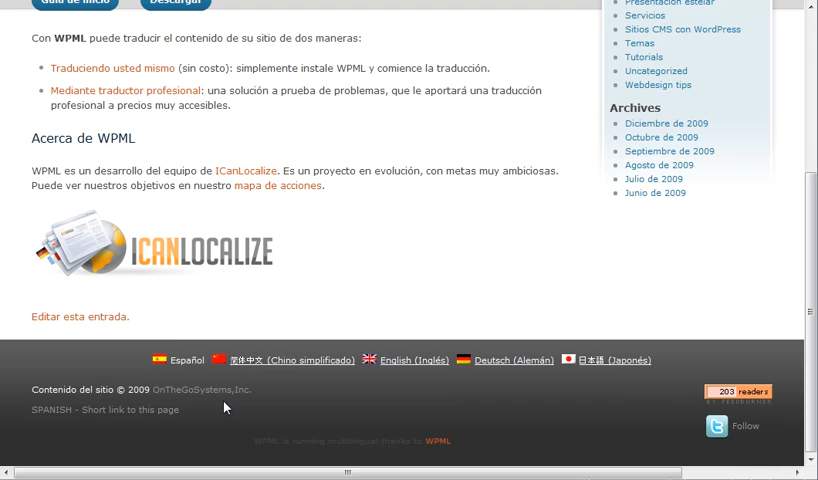 Guía de inicio
Descargar
Con WPML puede traducir el contenido de su sitio de dos maneras:
Traduciendo usted mismo (sin costo): simplemente instale WPML y comience la traducción.
Mediante traductor profesional: una solución a prueba de problemas, que le aportará una traducción
profesional a precios muy accesibles.
Acerca de WPML
WPML es un desarrollo del equipo de ICanLocalize. Es un proyecto en evolución, con metas muy ambiciosas.
Puede ver nuestros objetivos en nuestro mapa de acciones.
ICANLOCALIZE
Editar esta entrada.
Presentación estelar
Servicios
Sitios CMS con WordPress
Temas
Tutorials
Uncategorized
Webdesign tips
Archives
Diciembre de 2009
Octubre de 2009
Septiembre de 2009
Agosto de 2009
Julio de 2009
Junio de 2009
Español 简体中文 (Chino simplificado) English (Inglés) Deutsch (Alemán) 日本語 (Japonés)
Contenido del sitio © 2009 OnTheGoSystems,Inc.
SPANISH - Short link to this page
203 readers
BY FEEDBURNER
Follow
WPML is running multilingual thanks to WPML